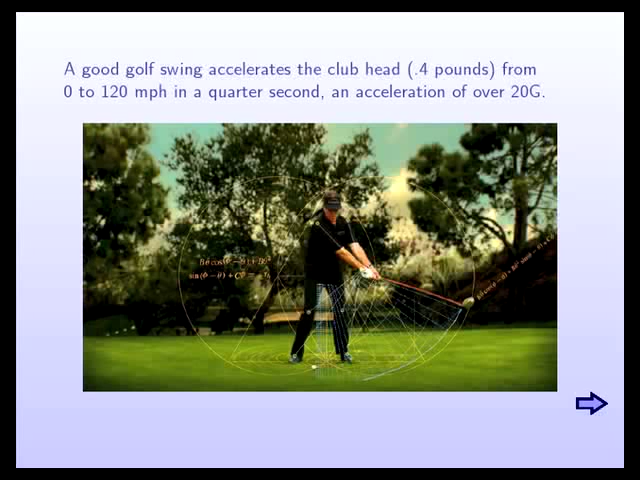 A good golf swing accelerates the club head (.4 pounds) from
0 to 120 mph in a quarter second, an acceleration of over 20G.